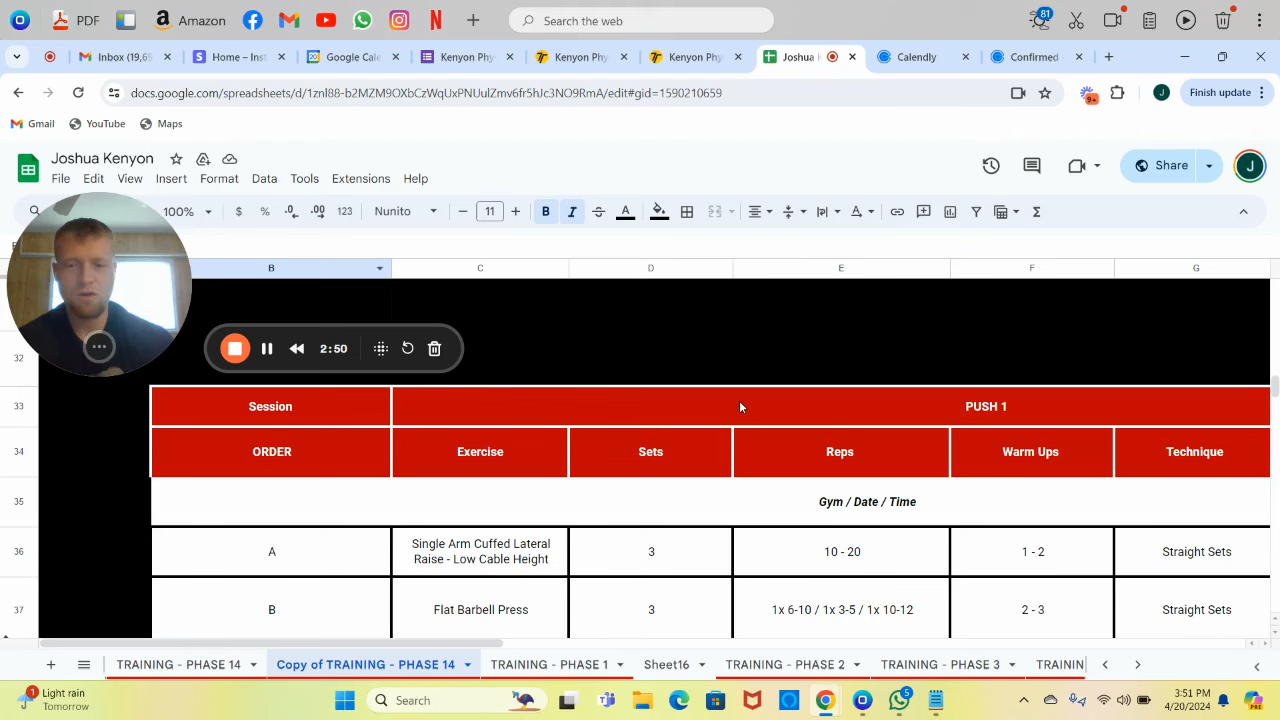 PDF
Amazon
Search the web
81
Inbox (19,69
Home – Inst
Google Cale
Kenyon Phy
Kenyon Phy
Kenyon Phy
Joshua K
Calendly
Confirmed
docs.google.com/spreadsheets/d/1znl88-b2MZM9OXbCzWqUxPNUulZmv6fr5hJc3NO9RmA/edit#gid=1590210659
9+
J
Finish update
Gmail
YouTube
Maps
Joshua Kenyon
File Edit View Insert Format Data Tools Extensions Help
Share
J
100% $ % .0 .00 123 Nunito 11 B I S A
B C D E F G
2:50
32
33 Session PUSH 1
34 ORDER Exercise Sets Reps Warm Ups Technique
35 Gym / Date / Time
Single Arm Cuffed Lateral
36 A Raise - Low Cable Height 3 10 - 20 1 - 2 Straight Sets
37 B Flat Barbell Press 3 1x 6-10 / 1x 3-5 / 1x 10-12 2 - 3 Straight Sets
TRAINING - PHASE 14 Copy of TRAINING - PHASE 14 TRAINING - PHASE 1 Sheet16 TRAINING - PHASE 2 TRAINING - PHASE 3 TRAININ
1
Light rain
Tomorrow
Search
5
3:51 PM
4/20/2024
PRE